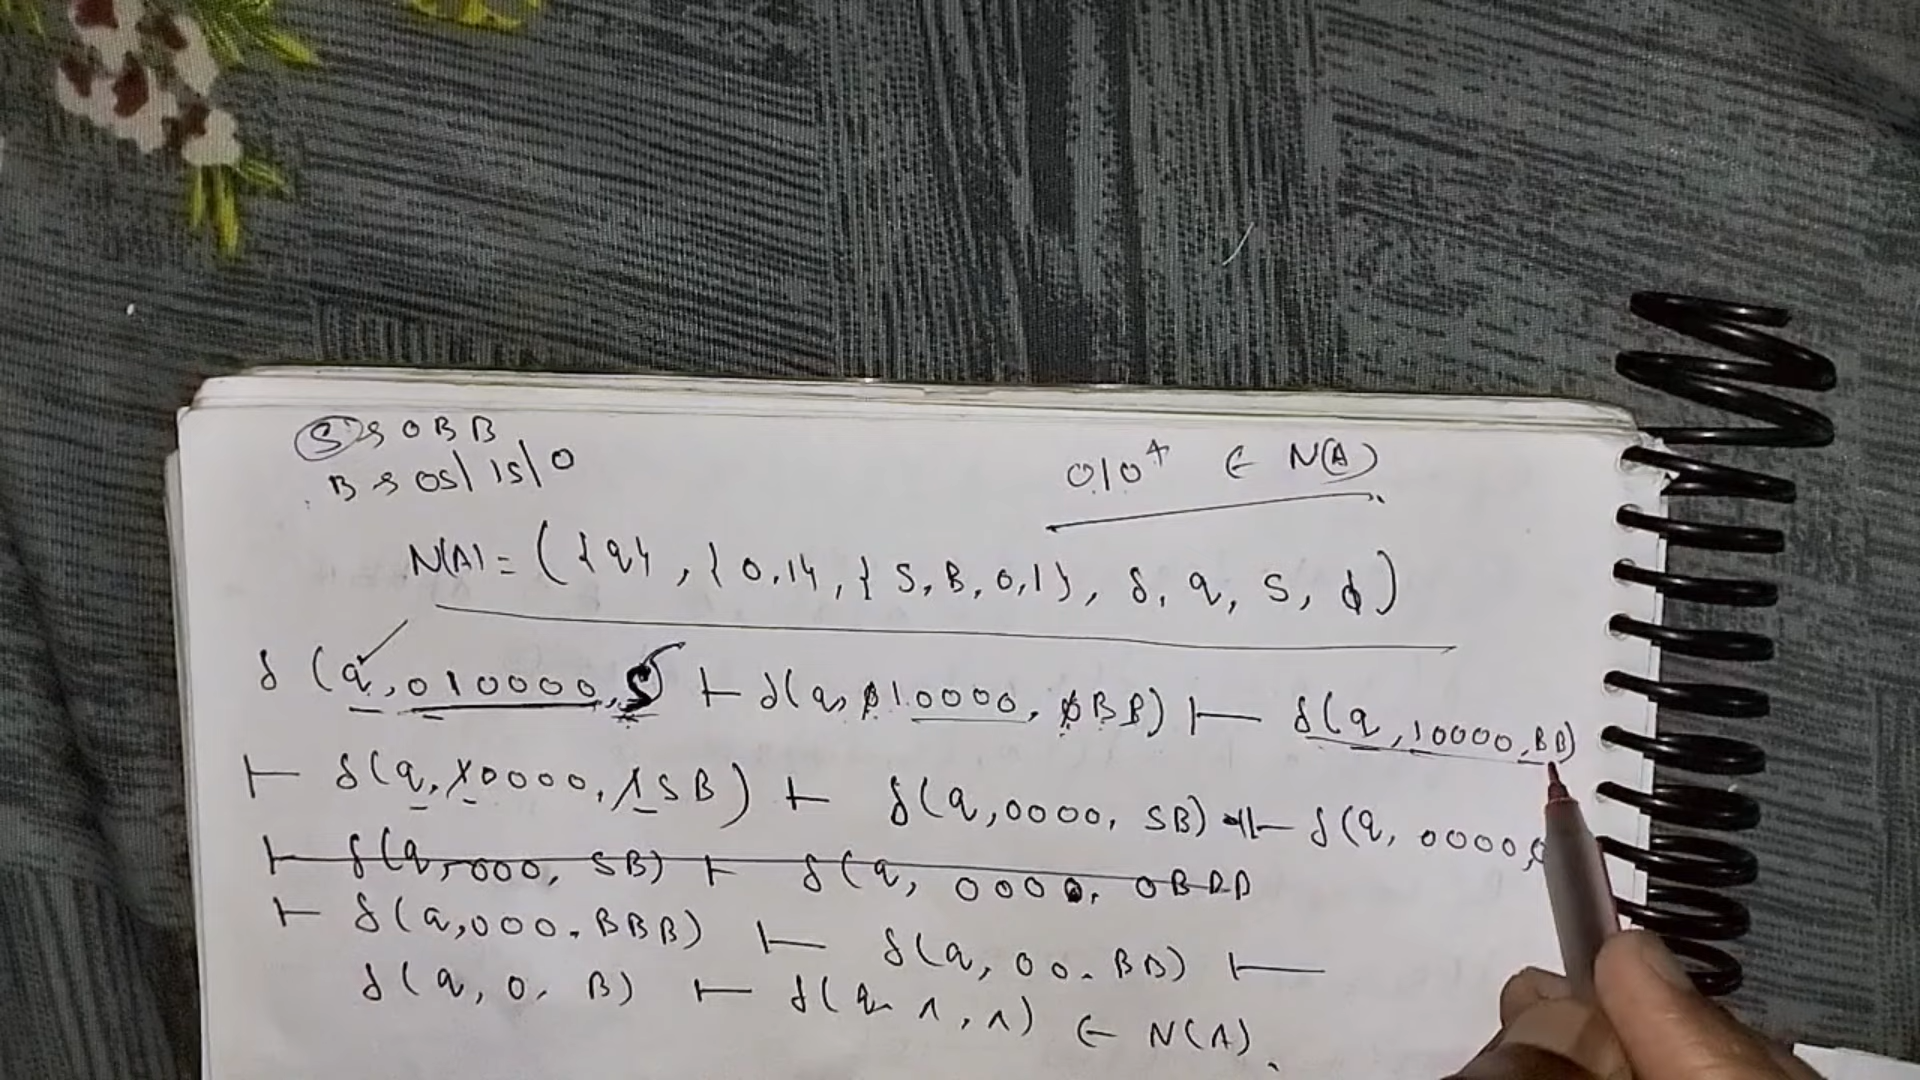 S → 0BB
B → 0S | 1S | 0
010⁴ ∈ N(A)
N(A) = ({q}, {0,1}, {S, B, 0, 1}, δ, q, S, ϕ)
δ(q, 010000, S) ⊢ δ(q, 010000, 0BB) ⊢ δ(q, 10000, BB)
⊢ δ(q, 10000, 1SB) ⊢ δ(q, 0000, SB) ⊢ δ(q, 0000,
⊢ δ(q, 000, SB) ⊢ δ(q, 0000, 0BBB
⊢ δ(q, 000, BBB) ⊢ δ(q, 00, BB) ⊢
δ(q, 0, B) ⊢ δ(q, ʌ, ʌ) ∈ N(A).